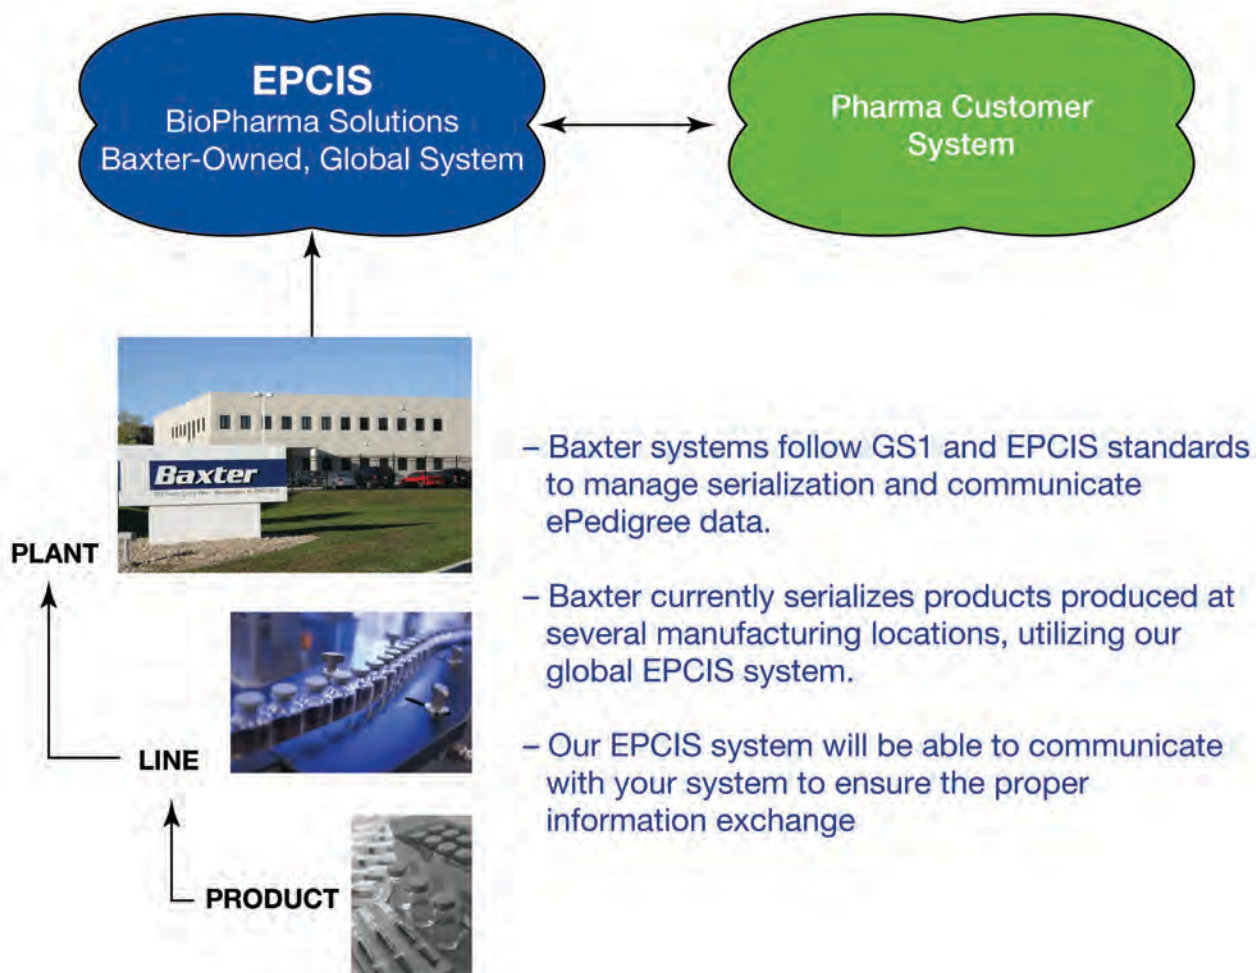 EPCIS
BioPharma Solutions
Baxter-Owned, Global System
Pharma Customer
System
Baxter
PLANT
LINE
PRODUCT
– Baxter systems follow GS1 and EPCIS standards
to manage serialization and communicate
ePedigree data.
– Baxter currently serializes products produced at
several manufacturing locations, utilizing our
global EPCIS system.
– Our EPCIS system will be able to communicate
with your system to ensure the proper
information exchange